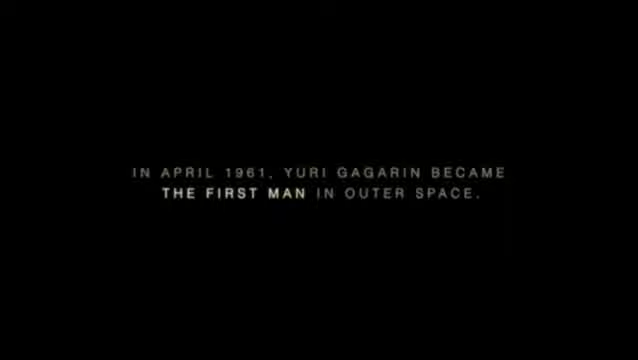 IN APRIL 1961, YURI GAGARIN BECAME
THE FIRST MAN IN OUTER SPACE.